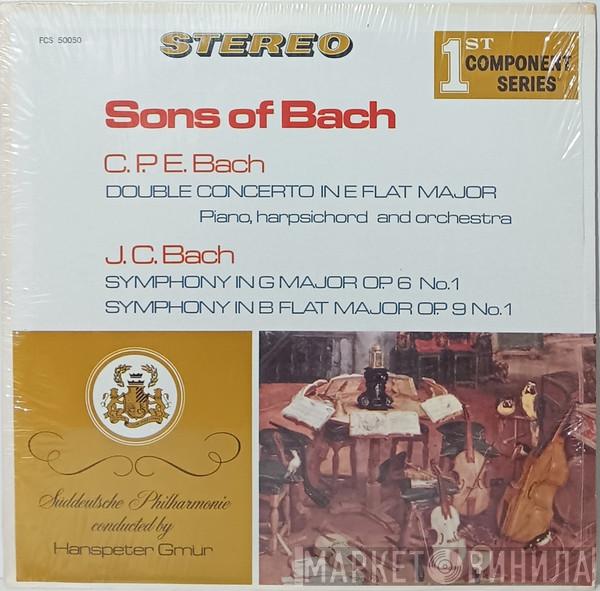 FCS 50050
STEREO
1ST
COMPONENT
SERIES
Sons of Bach
C.P.E. Bach
DOUBLE CONCERTO IN E FLAT MAJOR
Piano, harpsichord and orchestra
J.C. Bach
SYMPHONY IN G MAJOR OP. 6 No.1
SYMPHONY IN B FLAT MAJOR OP. 9 No.1
Suddeutsche Philharmonie
conducted by
Hanspeter Gmür
МАРКЕТ ВИНИЛА